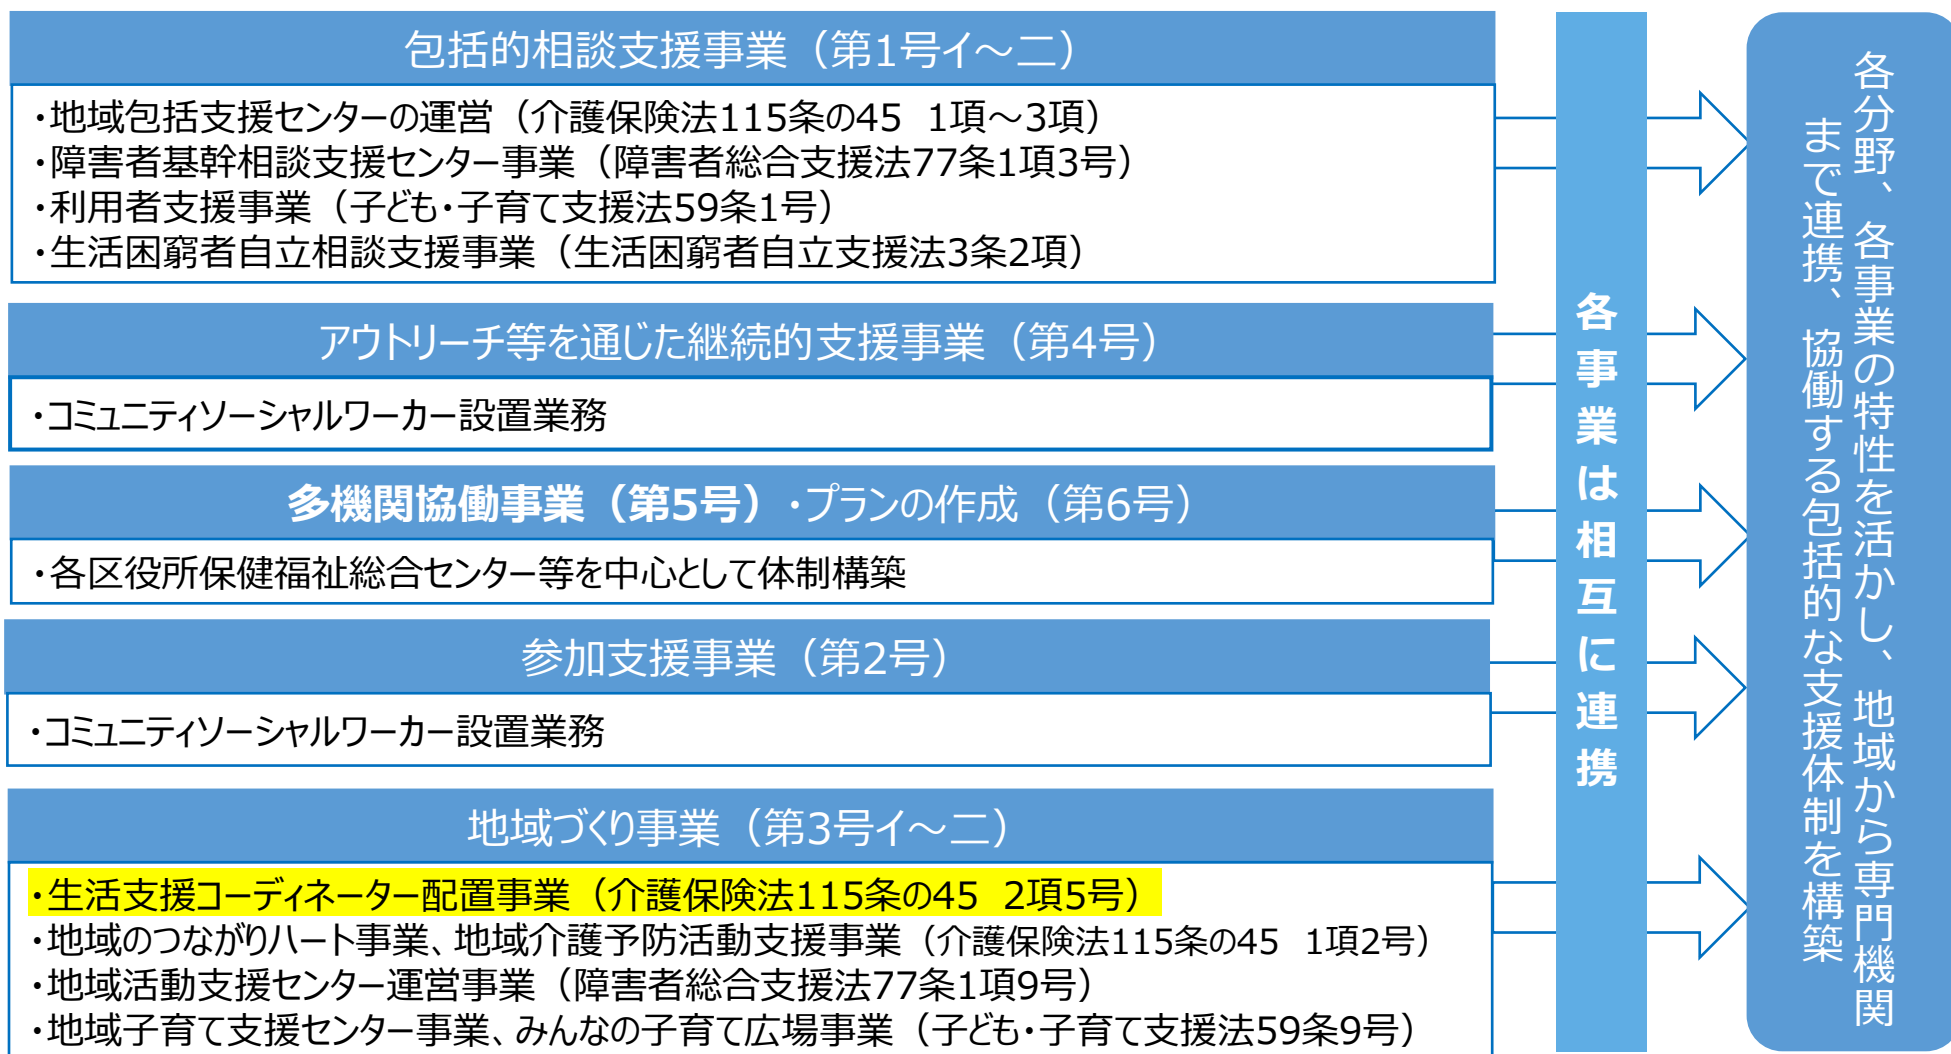 包括的相談支援事業（第1号イ～ニ）
・地域包括支援センターの運営（介護保険法115条の45 1項～3項）
・障害者基幹相談支援センター事業（障害者総合支援法77条1項3号）
・利用者支援事業（子ども・子育て支援法59条1号）
・生活困窮者自立相談支援事業（生活困窮者自立支援法3条2項）
アウトリーチ等を通じた継続的支援事業（第4号）
・コミュニティソーシャルワーカー設置業務
多機関協働事業（第5号）・プランの作成（第6号）
・各区役所保健福祉総合センター等を中心として体制構築
参加支援事業（第2号）
・コミュニティソーシャルワーカー設置業務
地域づくり事業（第3号イ～ニ）
・生活支援コーディネーター配置事業（介護保険法115条の45 2項5号）
・地域のつながりハート事業、地域介護予防活動支援事業（介護保険法115条の45 1項2号）
・地域活動支援センター運営事業（障害者総合支援法77条1項9号）
・地域子育て支援センター事業、みんなの子育て広場事業（子ども・子育て支援法59条9号）
各事業は相互に連携
各分野、各事業の特性を活かし、地域から専門機関
まで連携、協働する包括的な支援体制を構築